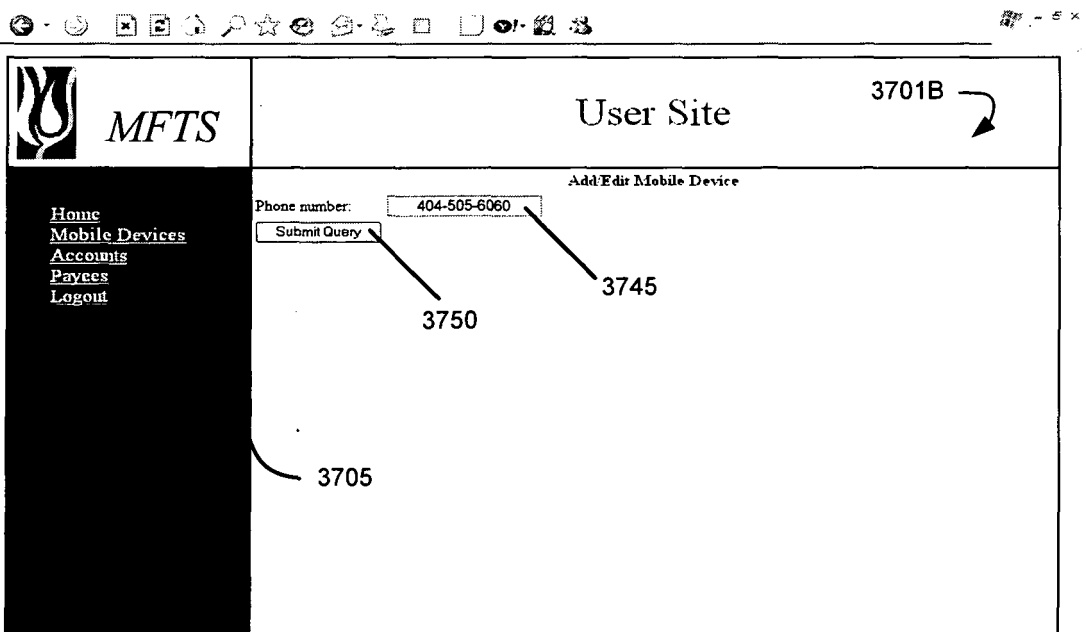 MFTS
User Site
3701B
Add/Edit Mobile Device
Home
Mobile Devices
Accounts
Payees
Logout
Phone number: 404-505-6060
Submit Query
3745
3750
3705